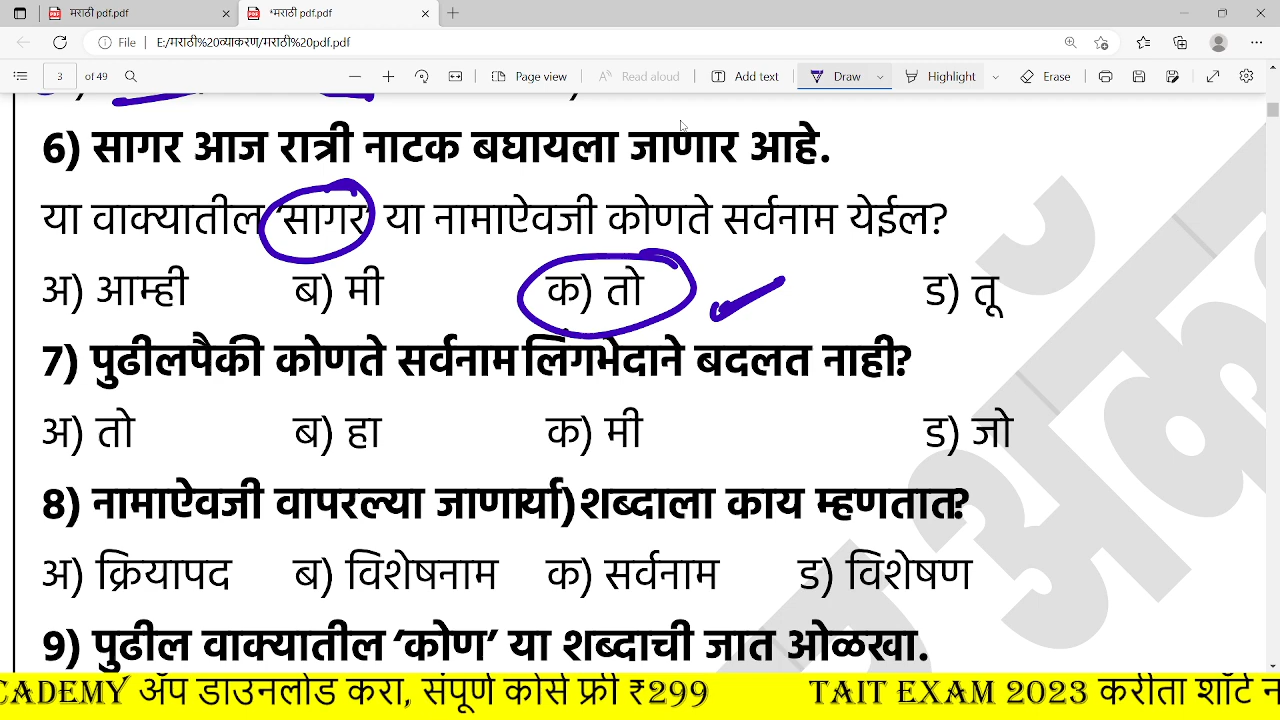 मराठी pdf.pdf
*मराठी pdf.pdf
File
E:/मराठी%20व्याकरण/मराठी%20pdf.pdf
3 of 49
Page view
Read aloud
Add text
Draw
Highlight
Erase
6) सागर आज रात्री नाटक बघायला जाणार आहे.
या वाक्यातील 'सागर' या नामाऐवजी कोणते सर्वनाम येईल?
अ) आम्ही ब) मी क) तो ड) तू
7) पुढीलपैकी कोणते सर्वनाम लिंगभेदाने बदलत नाही?
अ) तो ब) हा क) मी ड) जो
8) नामाऐवजी वापरल्या जाणार्या) शब्दाला काय म्हणतात?
अ) क्रियापद ब) विशेषनाम क) सर्वनाम ड) विशेषण
9) पुढील वाक्यातील 'कोण' या शब्दाची जात ओळखा.
CADEMY ॲप डाउनलोड करा, संपूर्ण कोर्स फ्री ₹299 TAIT EXAM 2023 करीता शॉर्ट